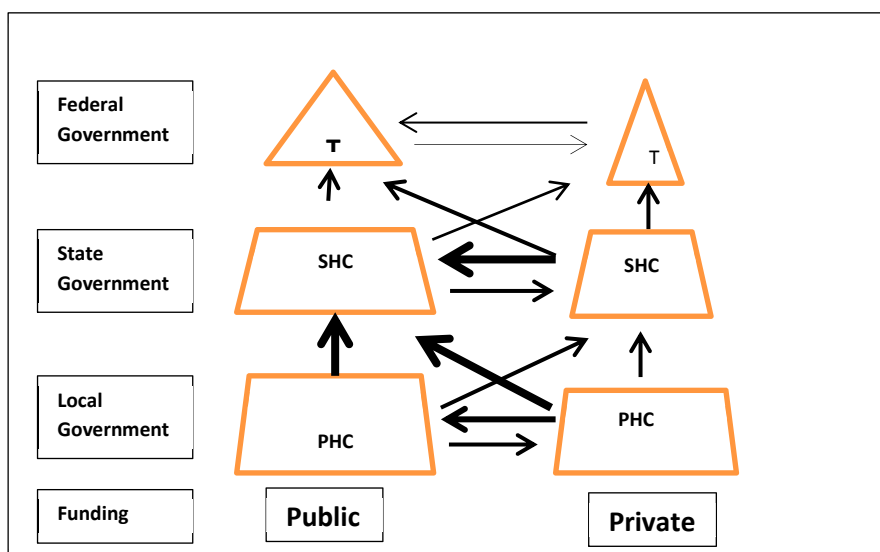 Federal
Government
T
T
State
Government
SHC
SHC
Local
Government
PHC
PHC
Funding
Public
Private